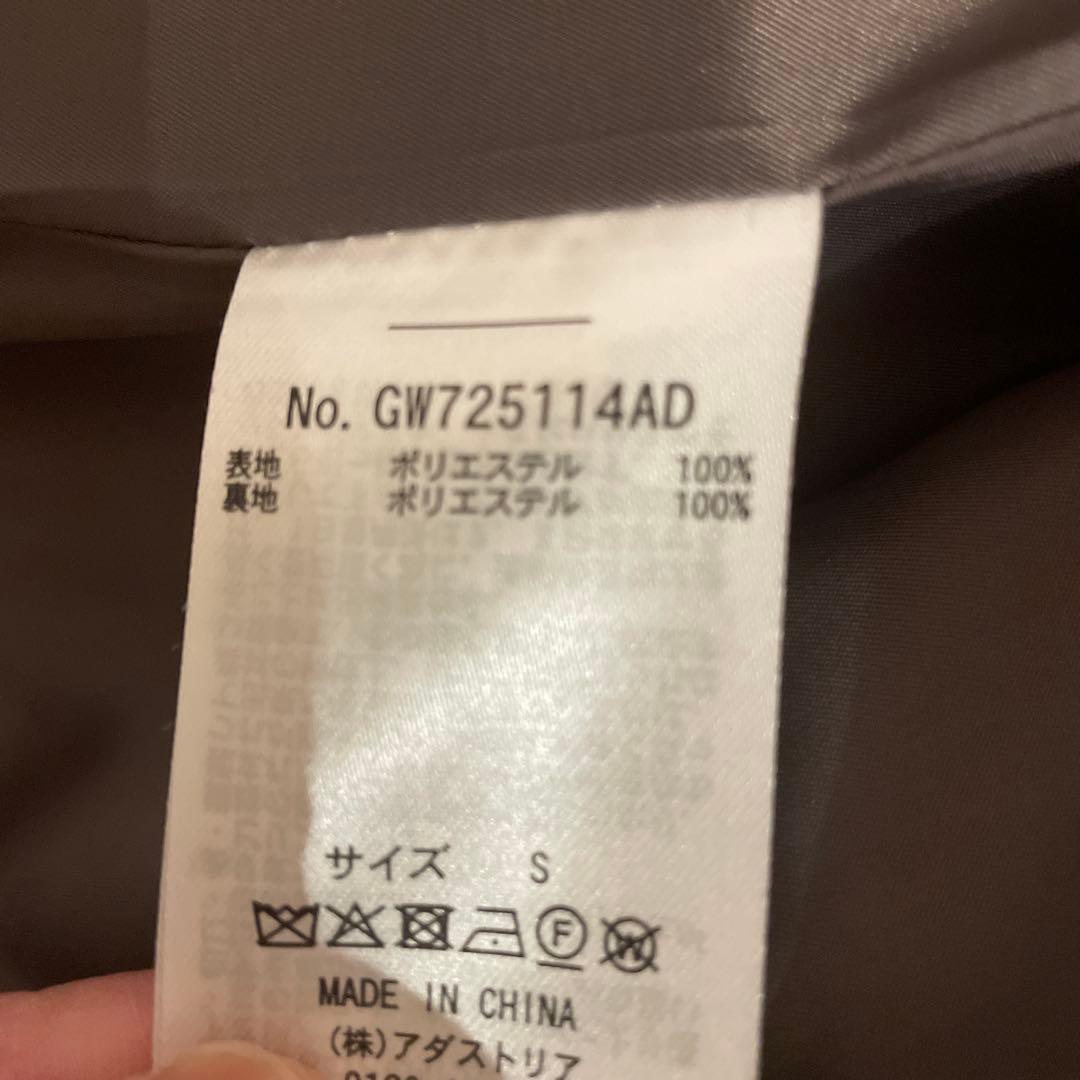 No. GW725114AD
表地 ポリエステル 100%
裏地 ポリエステル 100%
サイズ S
F
W
MADE IN CHINA
(株)アダストリア